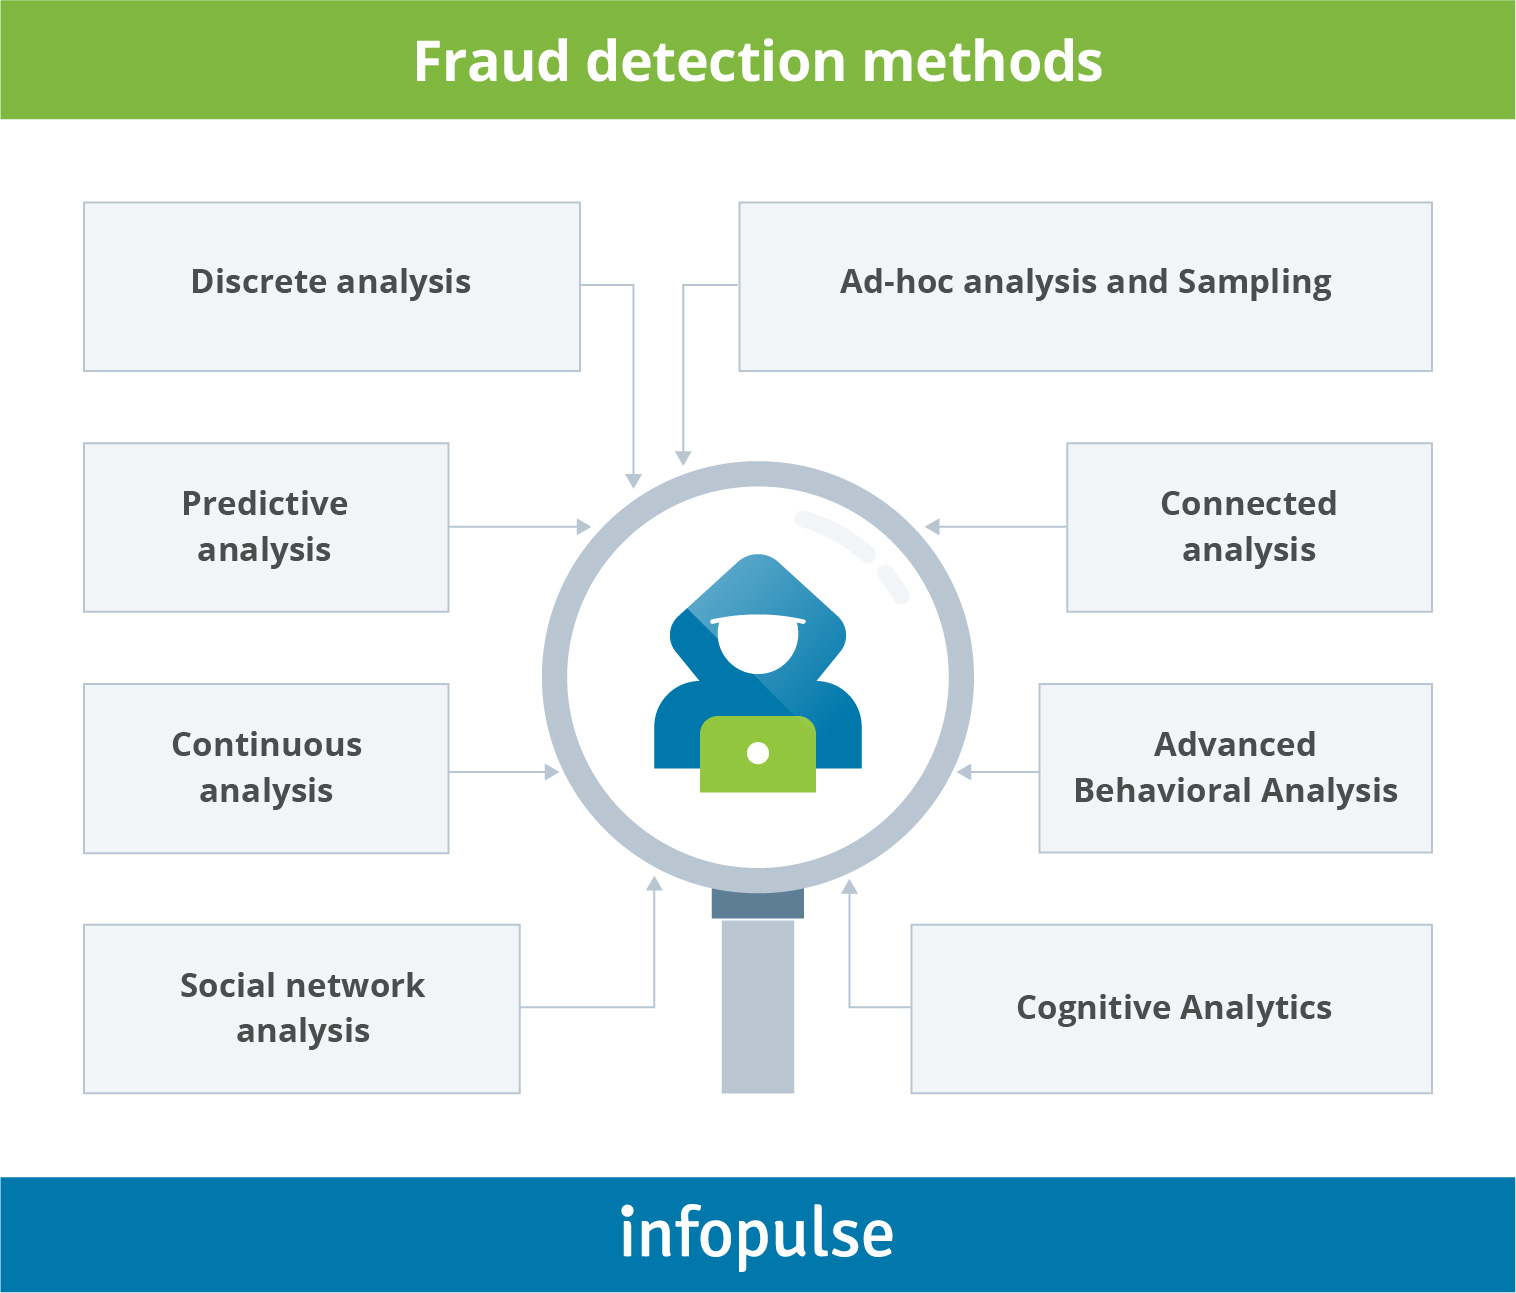 Fraud detection methods
Discrete analysis
Ad-hoc analysis and Sampling
Predictive
analysis
Connected
analysis
Continuous
analysis
Advanced
Behavioral Analysis
Social network
analysis
Cognitive Analytics
infopulse